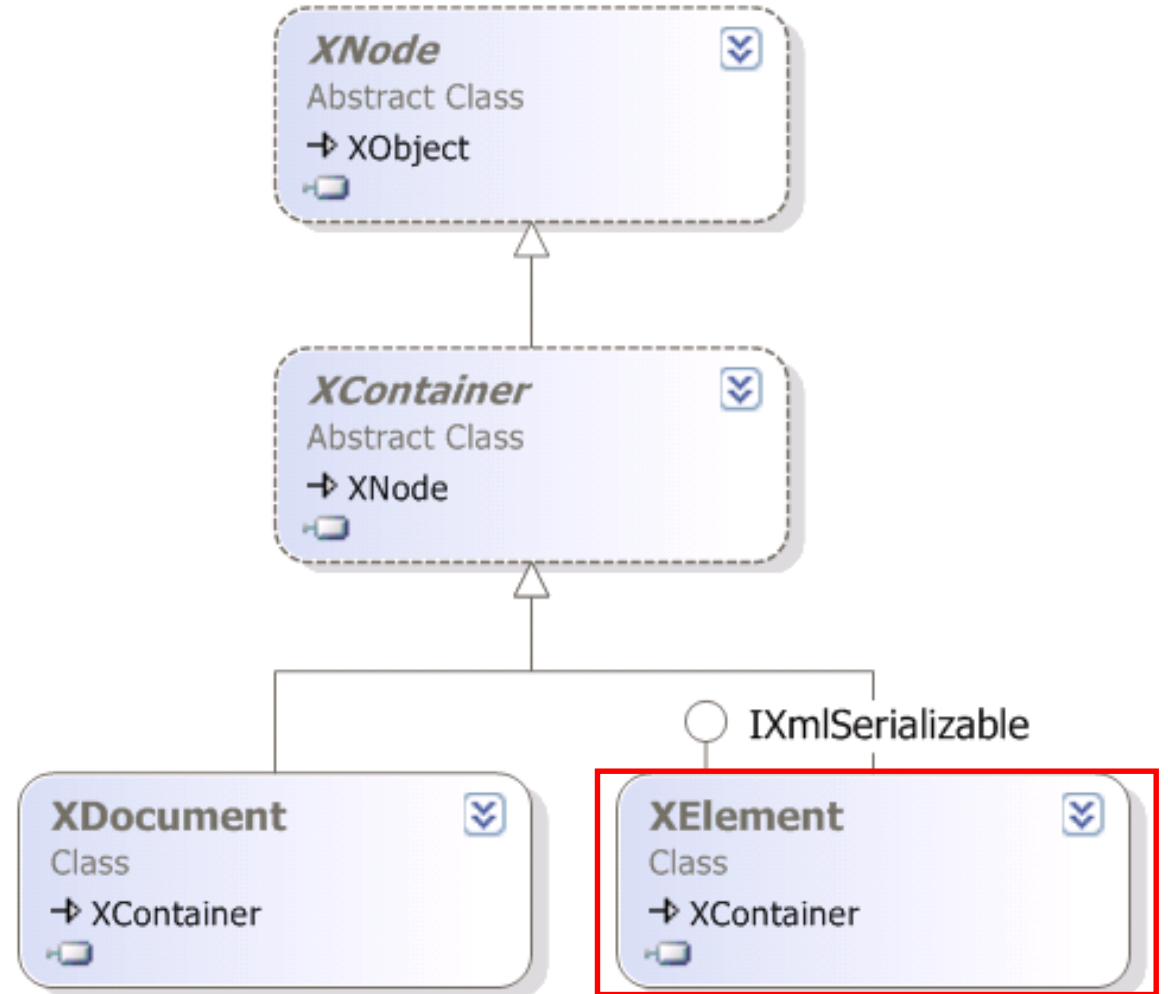 XNode
Abstract Class
XObject
XContainer
Abstract Class
XNode
IXmlSerializable
XDocument
Class
XContainer
XElement
Class
XContainer